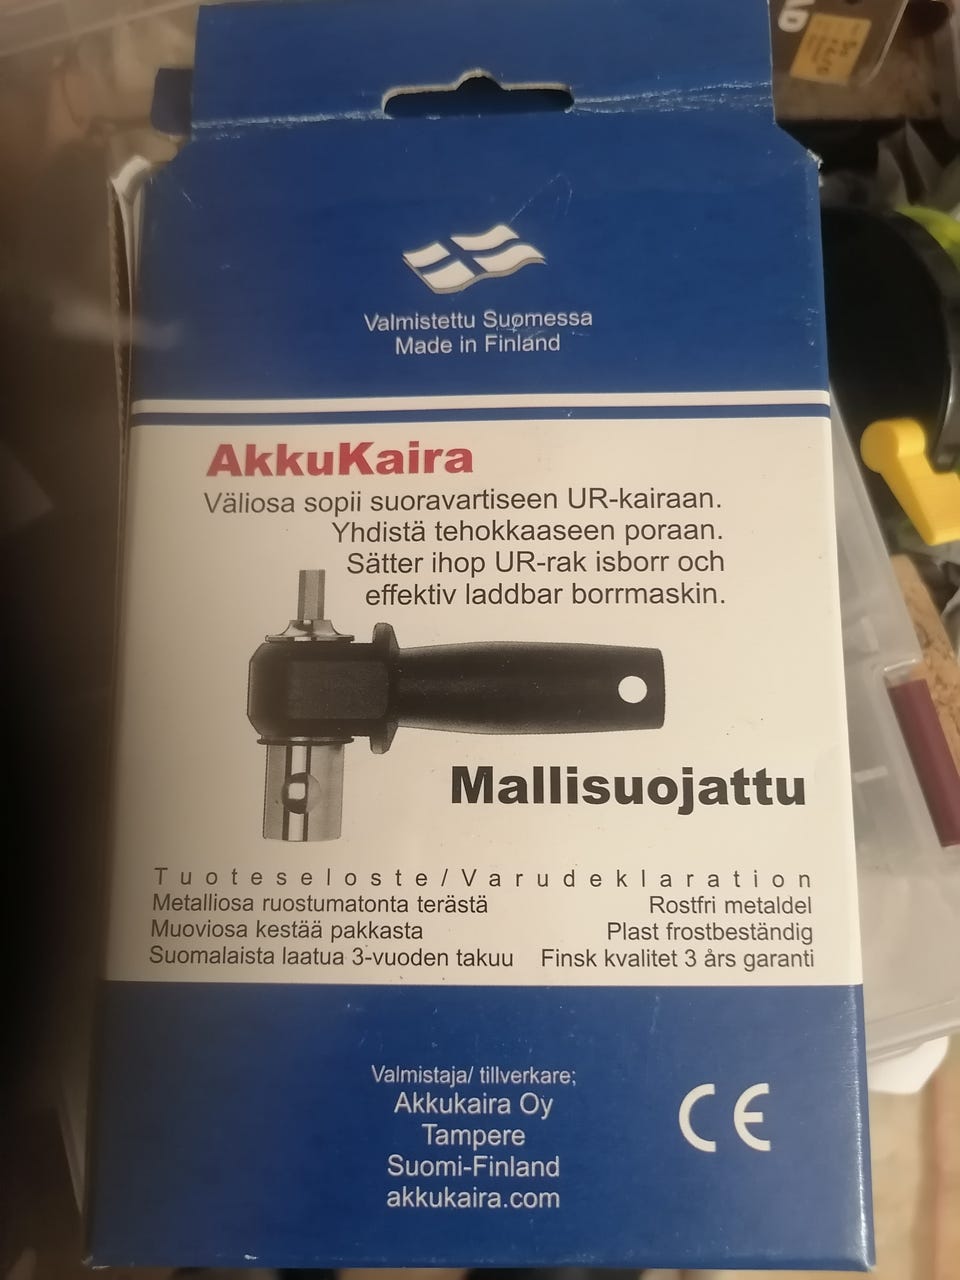 Valmistettu Suomessa
Made in Finland
AkkuKaira
Väliosa sopii suoravartiseen UR-kairaan.
Yhdistä tehokkaaseen poraan.
Sätter ihop UR-rak isborr och
effektiv laddbar borrmaskin.
Mallisuojattu
Tuoteseloste/Varudeklaration
Metalliosa ruostumatonta terästä Rostfri metaldel
Muoviosa kestää pakkasta Plast frostbeständig
Suomalaista laatua 3-vuoden takuu Finsk kvalitet 3 års garanti
Valmistaja/ tillverkare;
Akkukaira Oy
Tampere
Suomi-Finland
akkukaira.com
CE